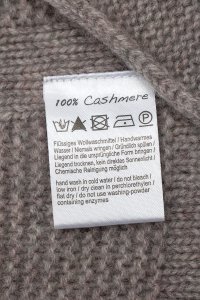 100% Cashmere
Flüssiges Wollwaschmittel / Handwarmes
Wasser / Niemals wringen / Gründlich spülen /
Liegend in die ursprüngliche Form bringen /
Liegend trocknen, kein direktes Sonnenlicht /
Chemische Reinigung möglich
hand wash in cold water / do not bleach /
low iron / dry clean in perchlorethylen /
flat dry / do not use washing-powder
containing enzymes